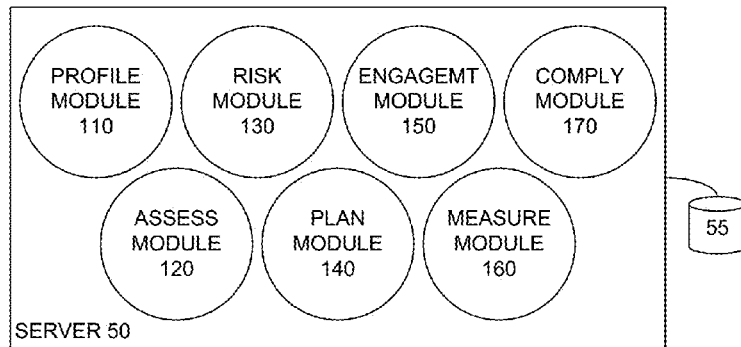 PROFILE
MODULE
110
RISK
MODULE
130
ENGAGEMT
MODULE
150
COMPLY
MODULE
170
ASSESS
MODULE
120
PLAN
MODULE
140
MEASURE
MODULE
160
55
SERVER 50